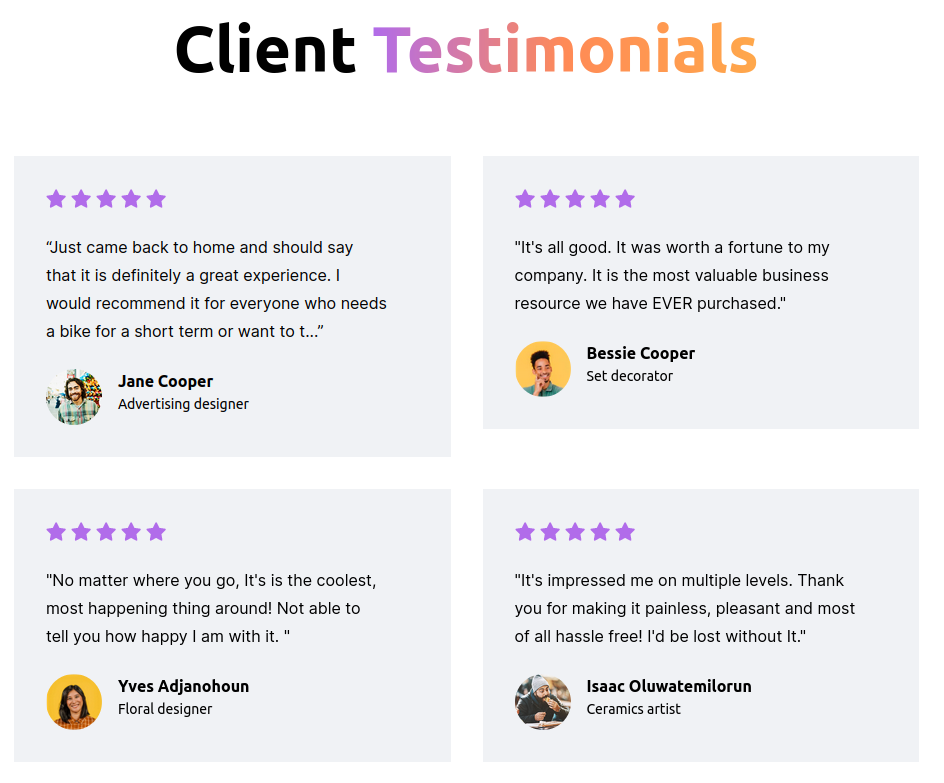 Client Testimonials
“Just came back to home and should say
that it is definitely a great experience. I
would recommend it for everyone who needs
a bike for a short term or want to t...”
Jane Cooper
Advertising designer
"It's all good. It was worth a fortune to my
company. It is the most valuable business
resource we have EVER purchased."
Bessie Cooper
Set decorator
"No matter where you go, It's is the coolest,
most happening thing around! Not able to
tell you how happy I am with it. "
Yves Adjanohoun
Floral designer
"It's impressed me on multiple levels. Thank
you for making it painless, pleasant and most
of all hassle free! I'd be lost without It."
Isaac Oluwatemilorun
Ceramics artist